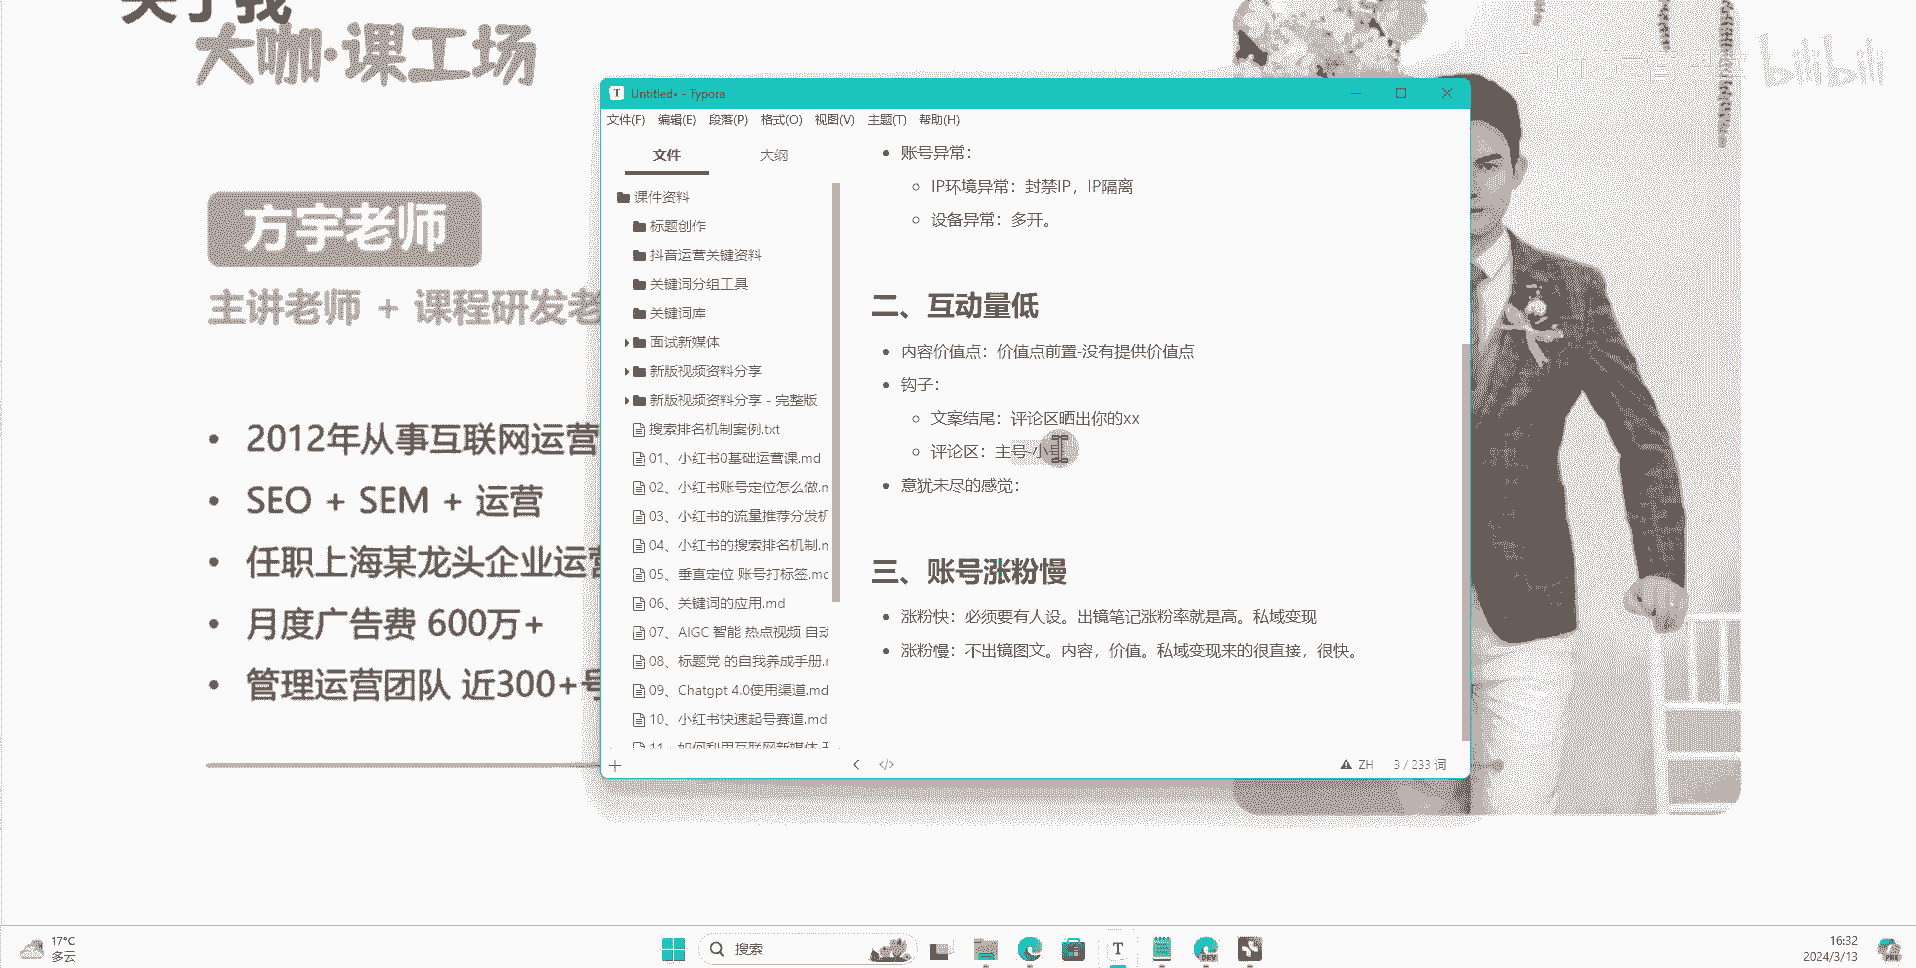 关于我
大咖·课工场
bilibili
方宇老师
主讲老师 + 课程研发老
2012年从事互联网运营
SEO + SEM + 运营
任职上海某龙头企业运营
月度广告费 600万+
管理运营团队 近300+号
Untitled• - Typora
文件(F) 编辑(E) 段落(P) 格式(O) 视图(V) 主题(T) 帮助(H)
文件 大纲
课件资料
标题创作
抖音运营关键资料
关键词分组工具
关键词库
面试新媒体
新版视频资料分享
新版视频资料分享 - 完整版
搜索排名机制案例.txt
01、小红书0基础运营课.md
02、小红书账号定位怎么做.m
03、小红书的流量推荐分发机
04、小红书的搜索排名机制.m
05、垂直定位 账号打标签.md
06、关键词的应用.md
07、AIGC 智能 热点视频 自动
08、标题党 的自我养成手册.m
09、Chatgpt 4.0使用渠道.md
10、小红书快速起号赛道.md
11、如何利用互联网新媒体
账号异常：
IP环境异常：封禁IP，IP隔离
设备异常：多开。
二、互动量低
内容价值点：价值点前置-没有提供价值点
钩子：
文案结尾：评论区晒出你的xx
评论区：主号-小号
意犹未尽的感觉：
三、账号涨粉慢
涨粉快：必须要有人设。出镜笔记涨粉率就是高。私域变现
涨粉慢：不出镜图文。内容，价值。私域变现来的很直接，很快。
ZH 3 / 233 词
17°C
多云
搜索
T
DEV
16:32
2024/3/13
PRE